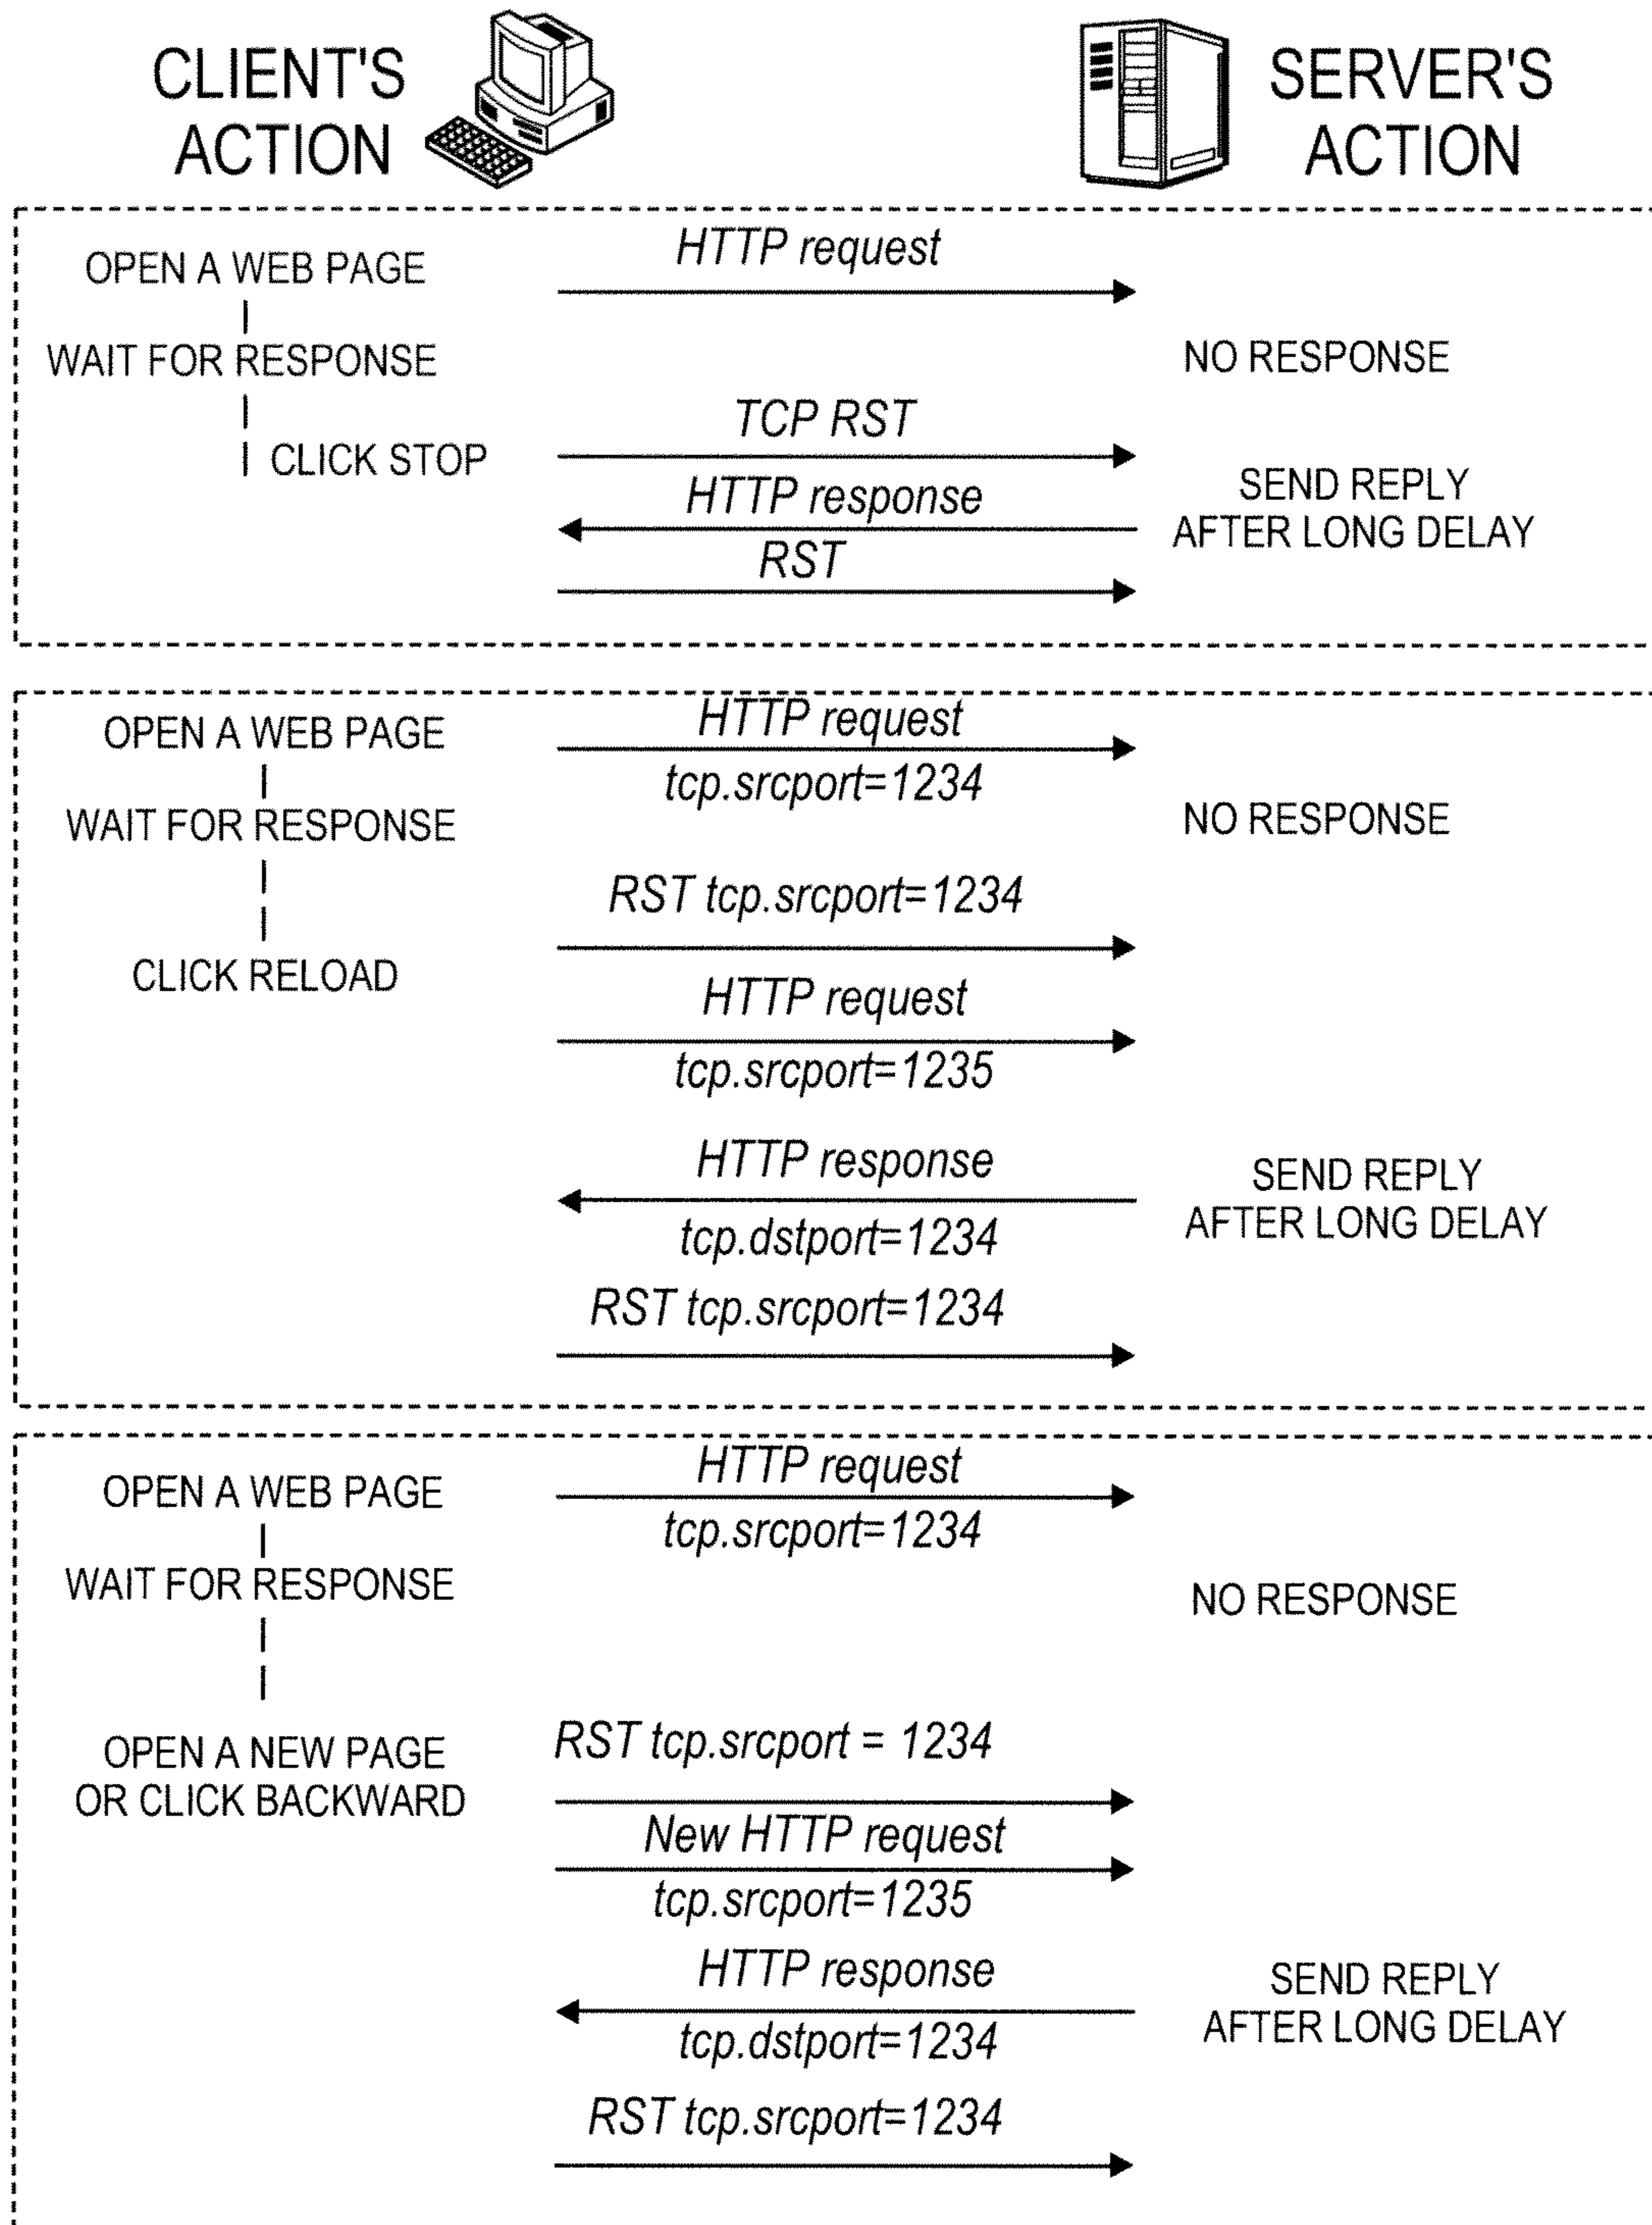 CLIENT'S
ACTION
SERVER'S
ACTION
OPEN A WEB PAGE
HTTP request
WAIT FOR RESPONSE
NO RESPONSE
TCP RST
CLICK STOP
HTTP response
SEND REPLY
AFTER LONG DELAY
RST
OPEN A WEB PAGE
HTTP request
tcp.srcport=1234
WAIT FOR RESPONSE
NO RESPONSE
RST tcp.srcport=1234
CLICK RELOAD
HTTP request
tcp.srcport=1235
HTTP response
tcp.dstport=1234
SEND REPLY
AFTER LONG DELAY
RST tcp.srcport=1234
OPEN A WEB PAGE
HTTP request
tcp.srcport=1234
WAIT FOR RESPONSE
NO RESPONSE
OPEN A NEW PAGE
OR CLICK BACKWARD
RST tcp.srcport = 1234
New HTTP request
tcp.srcport=1235
HTTP response
tcp.dstport=1234
SEND REPLY
AFTER LONG DELAY
RST tcp.srcport=1234